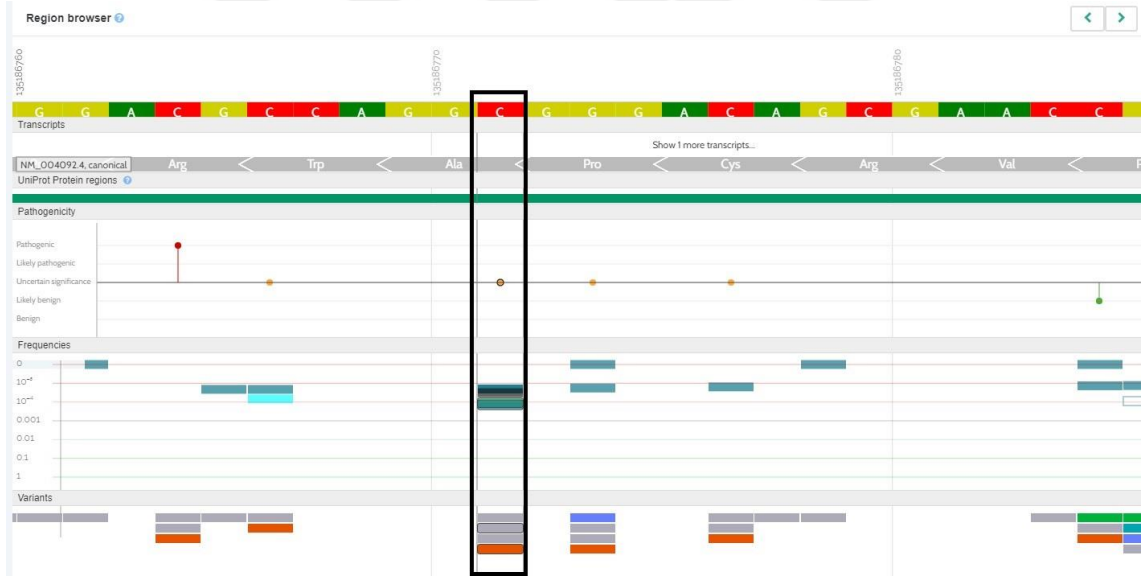 Region browser ?
< >
135186760 135186770 135186780
G G A C G C C A G G C G G G A C A G C G A A C C
Transcripts
Show 1 more transcripts...
NM_004092.4, canonical Arg < Trp < Ala < Pro < Cys < Arg < Val <
UniProt Protein regions ?
Pathogenicity
Pathogenic
Likely pathogenic
Uncertain significance
Likely benign
Benign
Frequencies
0
10⁻⁵
10⁻⁴
0.001
0.01
0.1
1
Variants